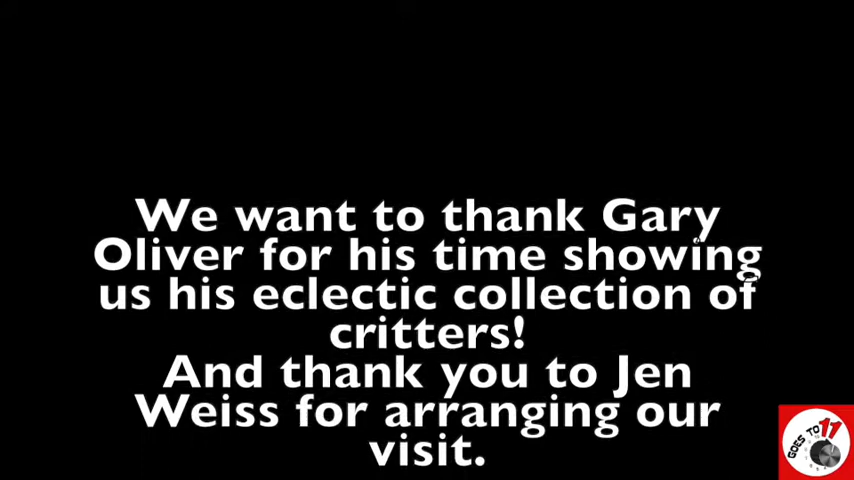 We want to thank Gary
Oliver for his time showing
us his eclectic collection of
critters!
And thank you to Jen
Weiss for arranging our
visit.
GOES TO 11